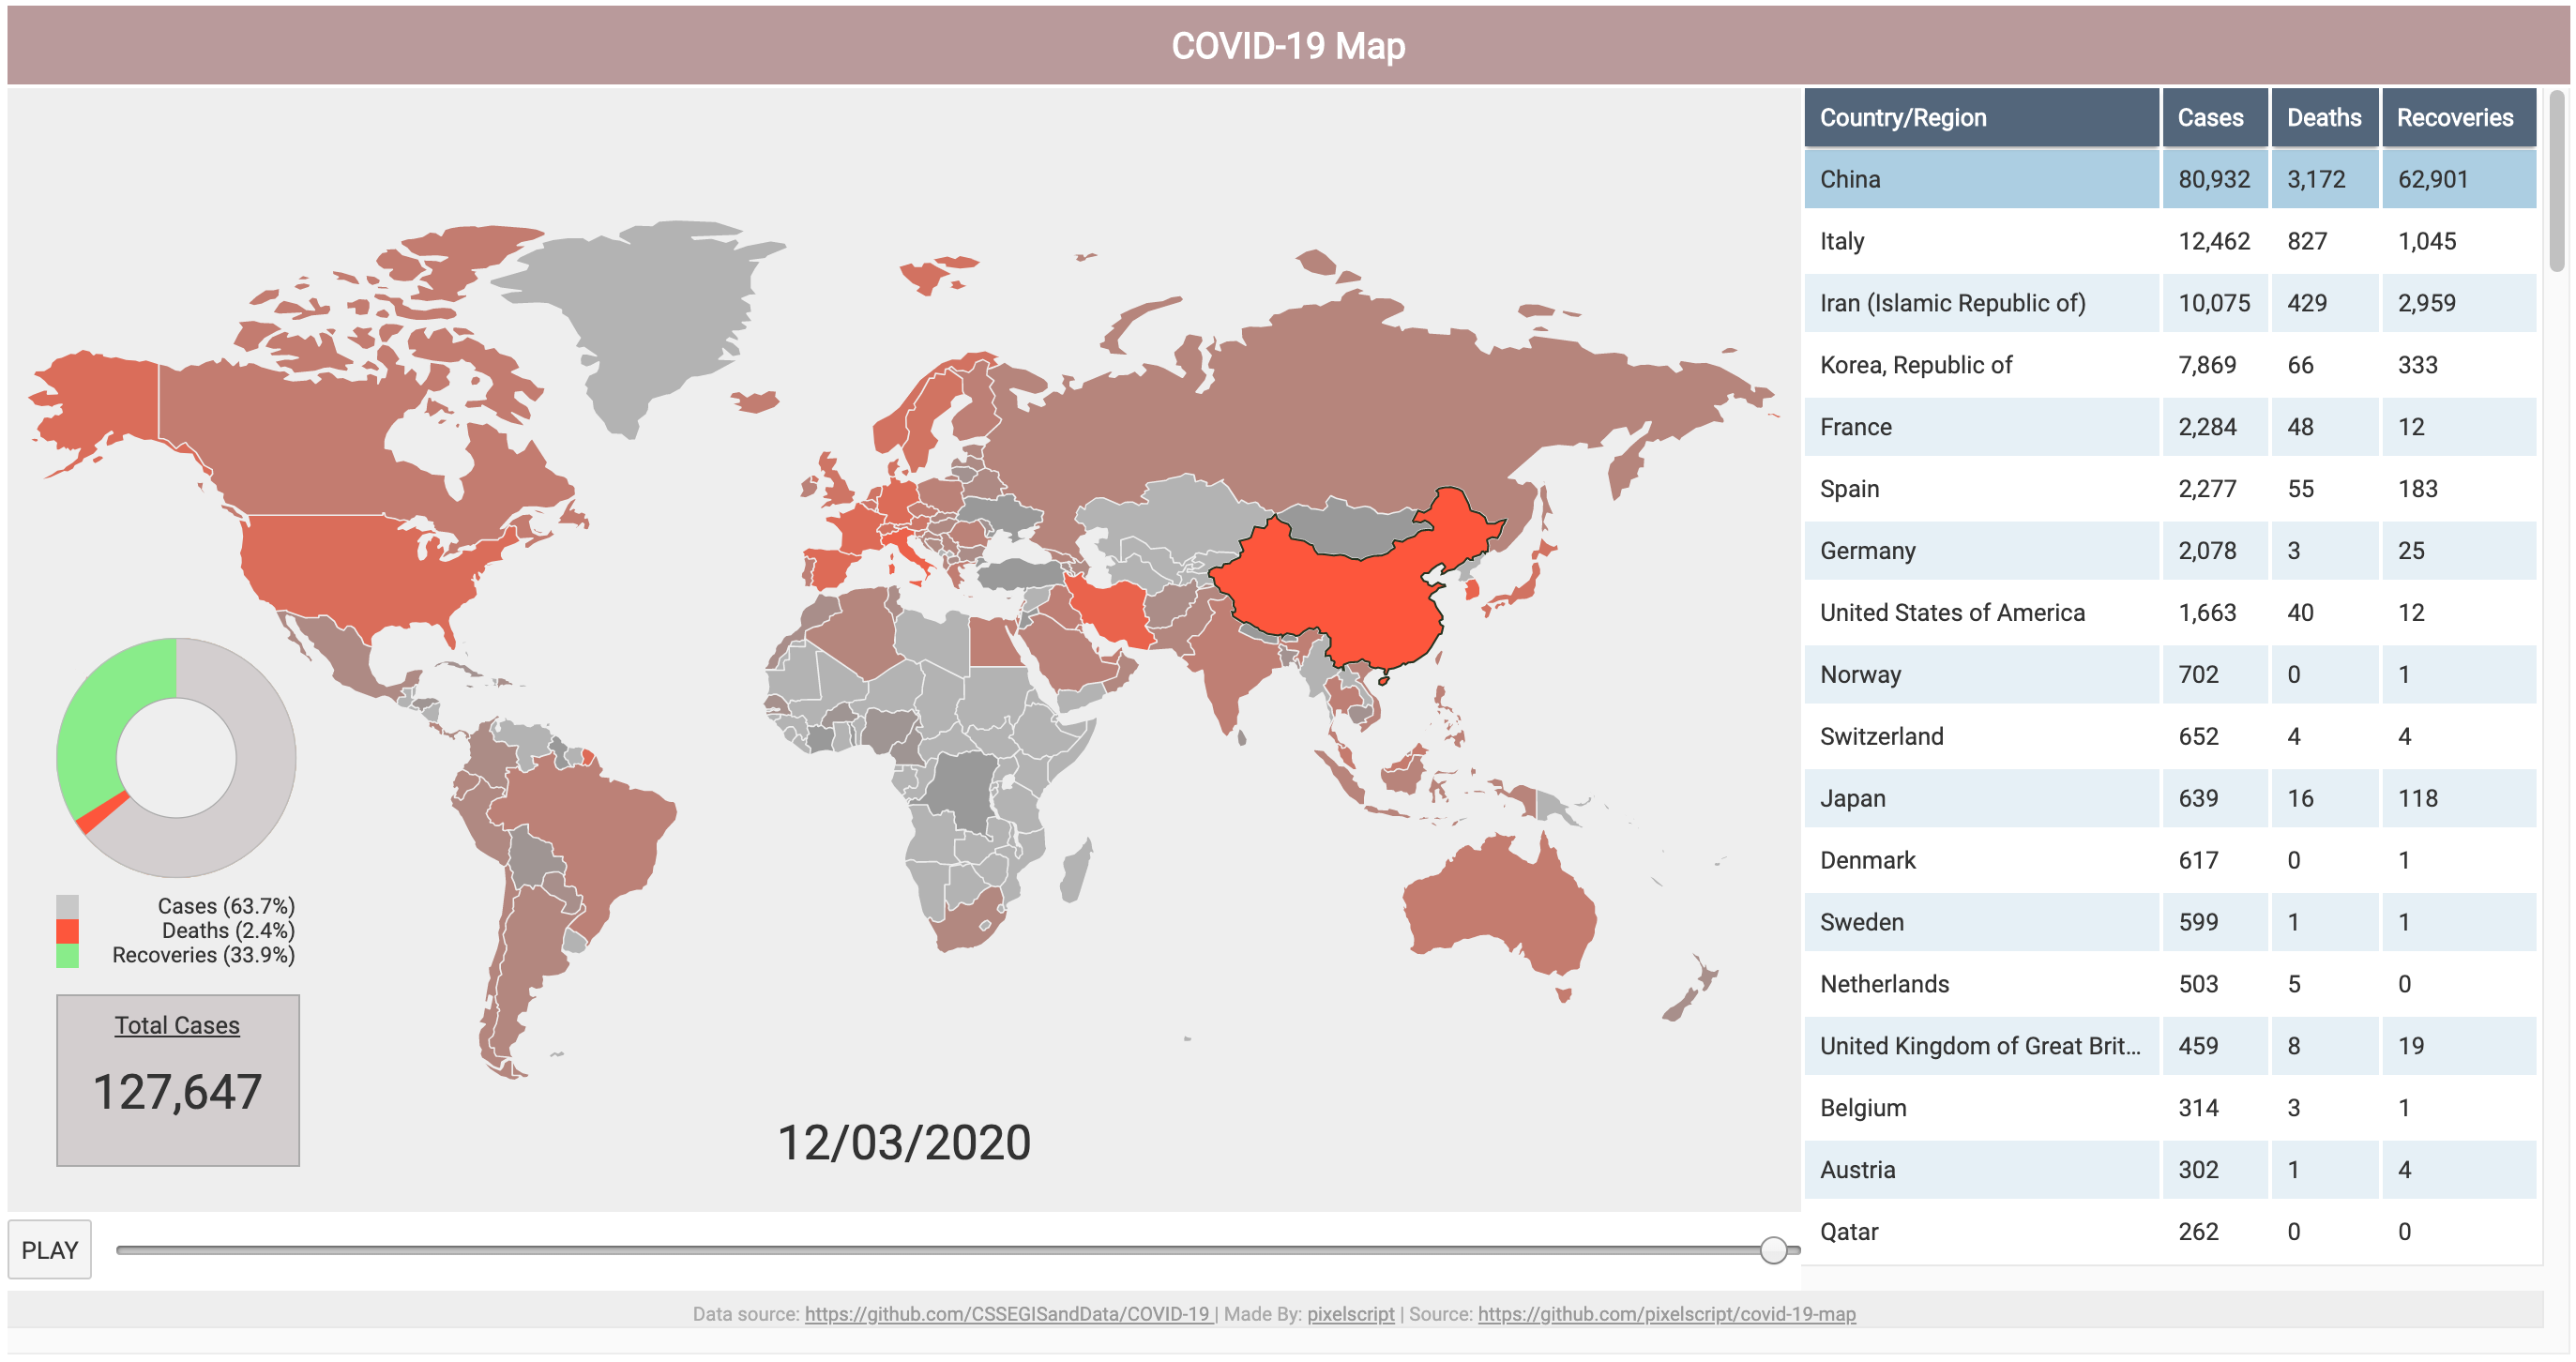 COVID-19 Map
Country/Region Cases Deaths Recoveries
China 80,932 3,172 62,901
Italy 12,462 827 1,045
Iran (Islamic Republic of) 10,075 429 2,959
Korea, Republic of 7,869 66 333
France 2,284 48 12
Spain 2,277 55 183
Germany 2,078 3 25
United States of America 1,663 40 12
Norway 702 0 1
Switzerland 652 4 4
Japan 639 16 118
Denmark 617 0 1
Sweden 599 1 1
Netherlands 503 5 0
United Kingdom of Great Brit... 459 8 19
Belgium 314 3 1
Austria 302 1 4
Qatar 262 0 0
Cases (63.7%)
Deaths (2.4%)
Recoveries (33.9%)
Total Cases
127,647
12/03/2020
PLAY
Data source: https://github.com/CSSEGISandData/COVID-19 | Made By: pixelscript | Source: https://github.com/pixelscript/covid-19-map